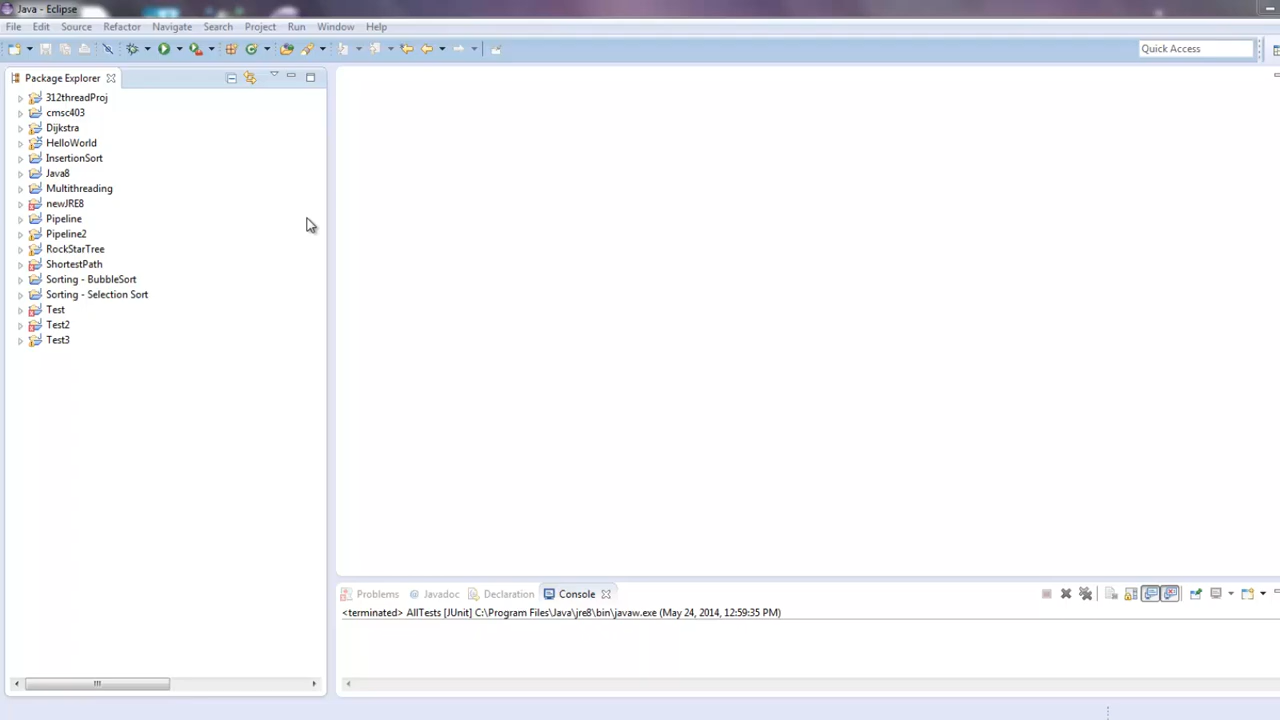 Java - Eclipse
File Edit Source Refactor Navigate Search Project Run Window Help
Quick Access
Package Explorer
312threadProj
cmsc403
Dijkstra
HelloWorld
InsertionSort
Java8
Multithreading
newJRE8
Pipeline
Pipeline2
RockStarTree
ShortestPath
Sorting - BubbleSort
Sorting - Selection Sort
Test
Test2
Test3
Problems Javadoc Declaration Console
<terminated> AllTests [JUnit] C:\Program Files\Java\jre8\bin\javaw.exe (May 24, 2014, 12:59:35 PM)